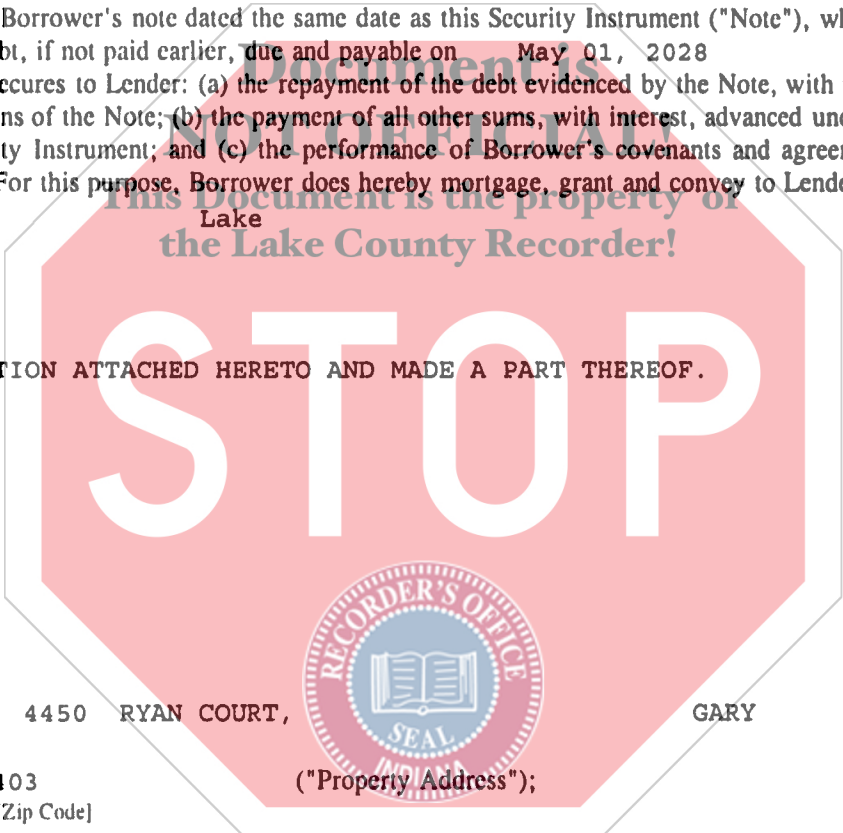 Borrower's note dated the same date as this Security Instrument ("Note"), wh
bt, if not paid earlier, due and payable on May 01, 2028
Document is
ecures to Lender: (a) the repayment of the debt evidenced by the Note, with
ns of the Note; (b) the payment of all other sums, with interest, advanced und
NOT OFFICIAL!
ty Instrument; and (c) the performance of Borrower's covenants and agreem
For this purpose, Borrower does hereby mortgage, grant and convey to Lende
This Document is the property of
Lake
the Lake County Recorder!
TION ATTACHED HERETO AND MADE A PART THEREOF.
STOP
RECORDER'S OFFICE
4450 RYAN COURT, GARY
SEAL
INDIANA
403 ("Property Address");
Zip Code]